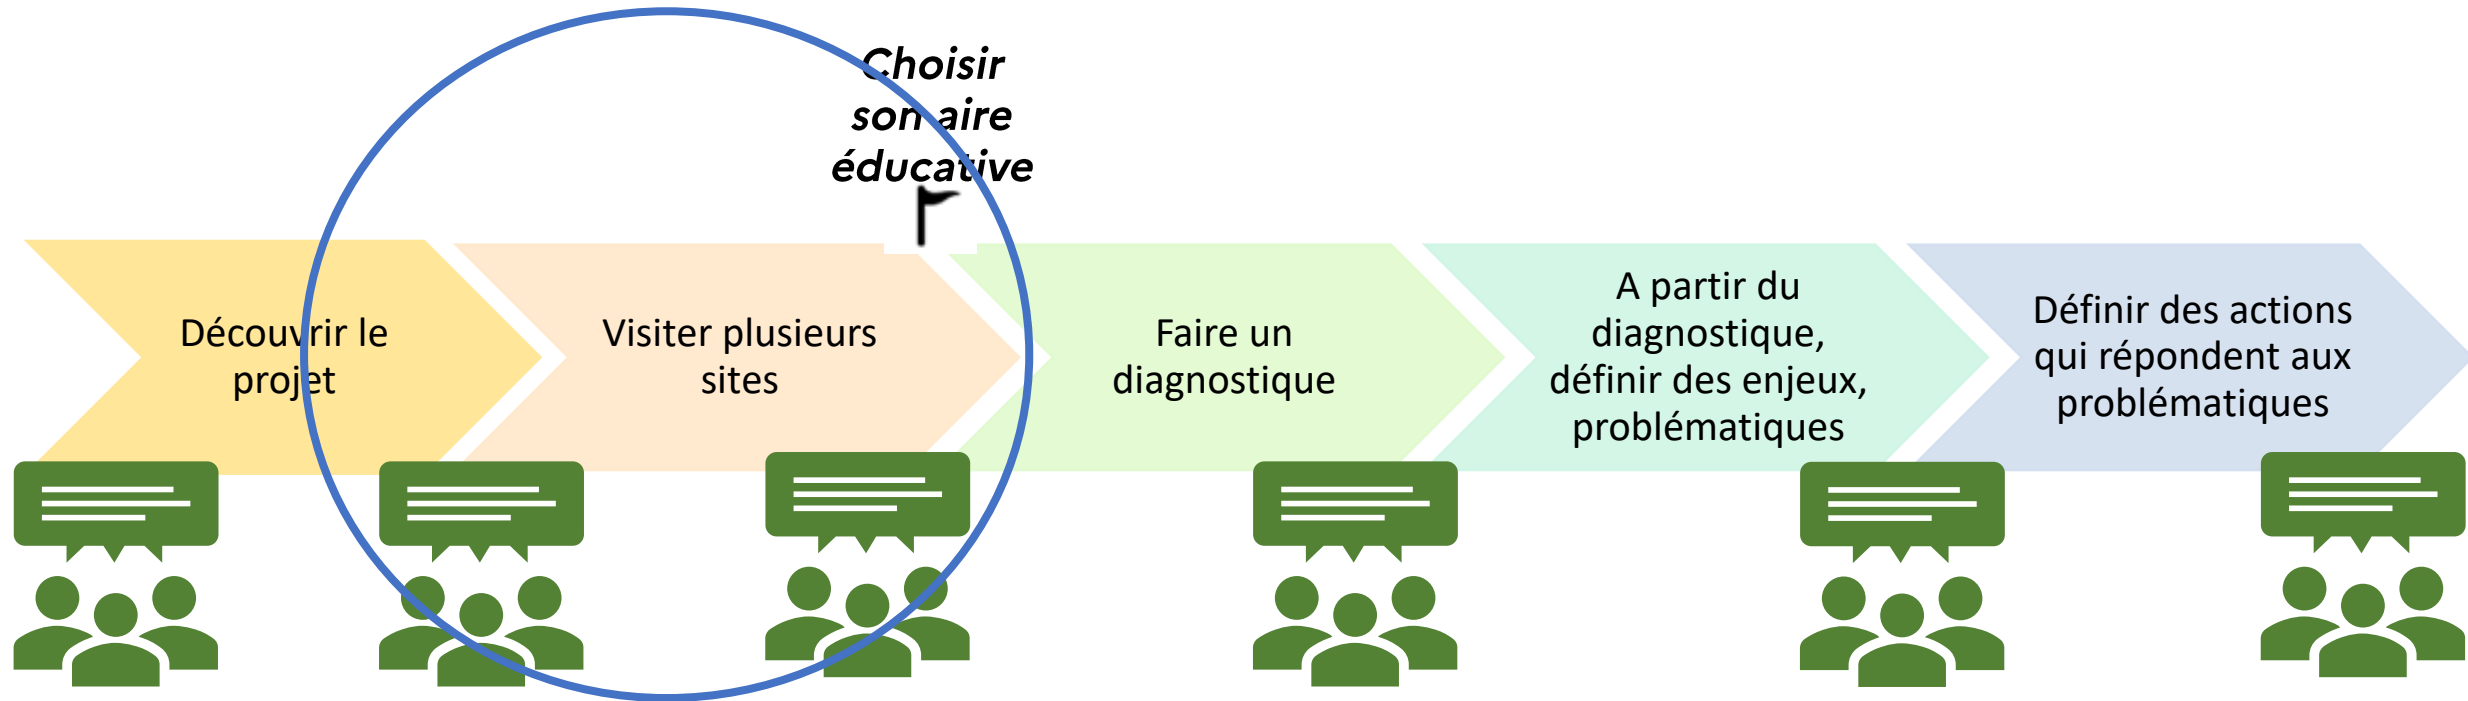 Choisir
son aire
éducative
Découvrir le
projet
Visiter plusieurs
sites
Faire un
diagnostique
A partir du
diagnostique,
définir des enjeux,
problématiques
Définir des actions
qui répondent aux
problématiques